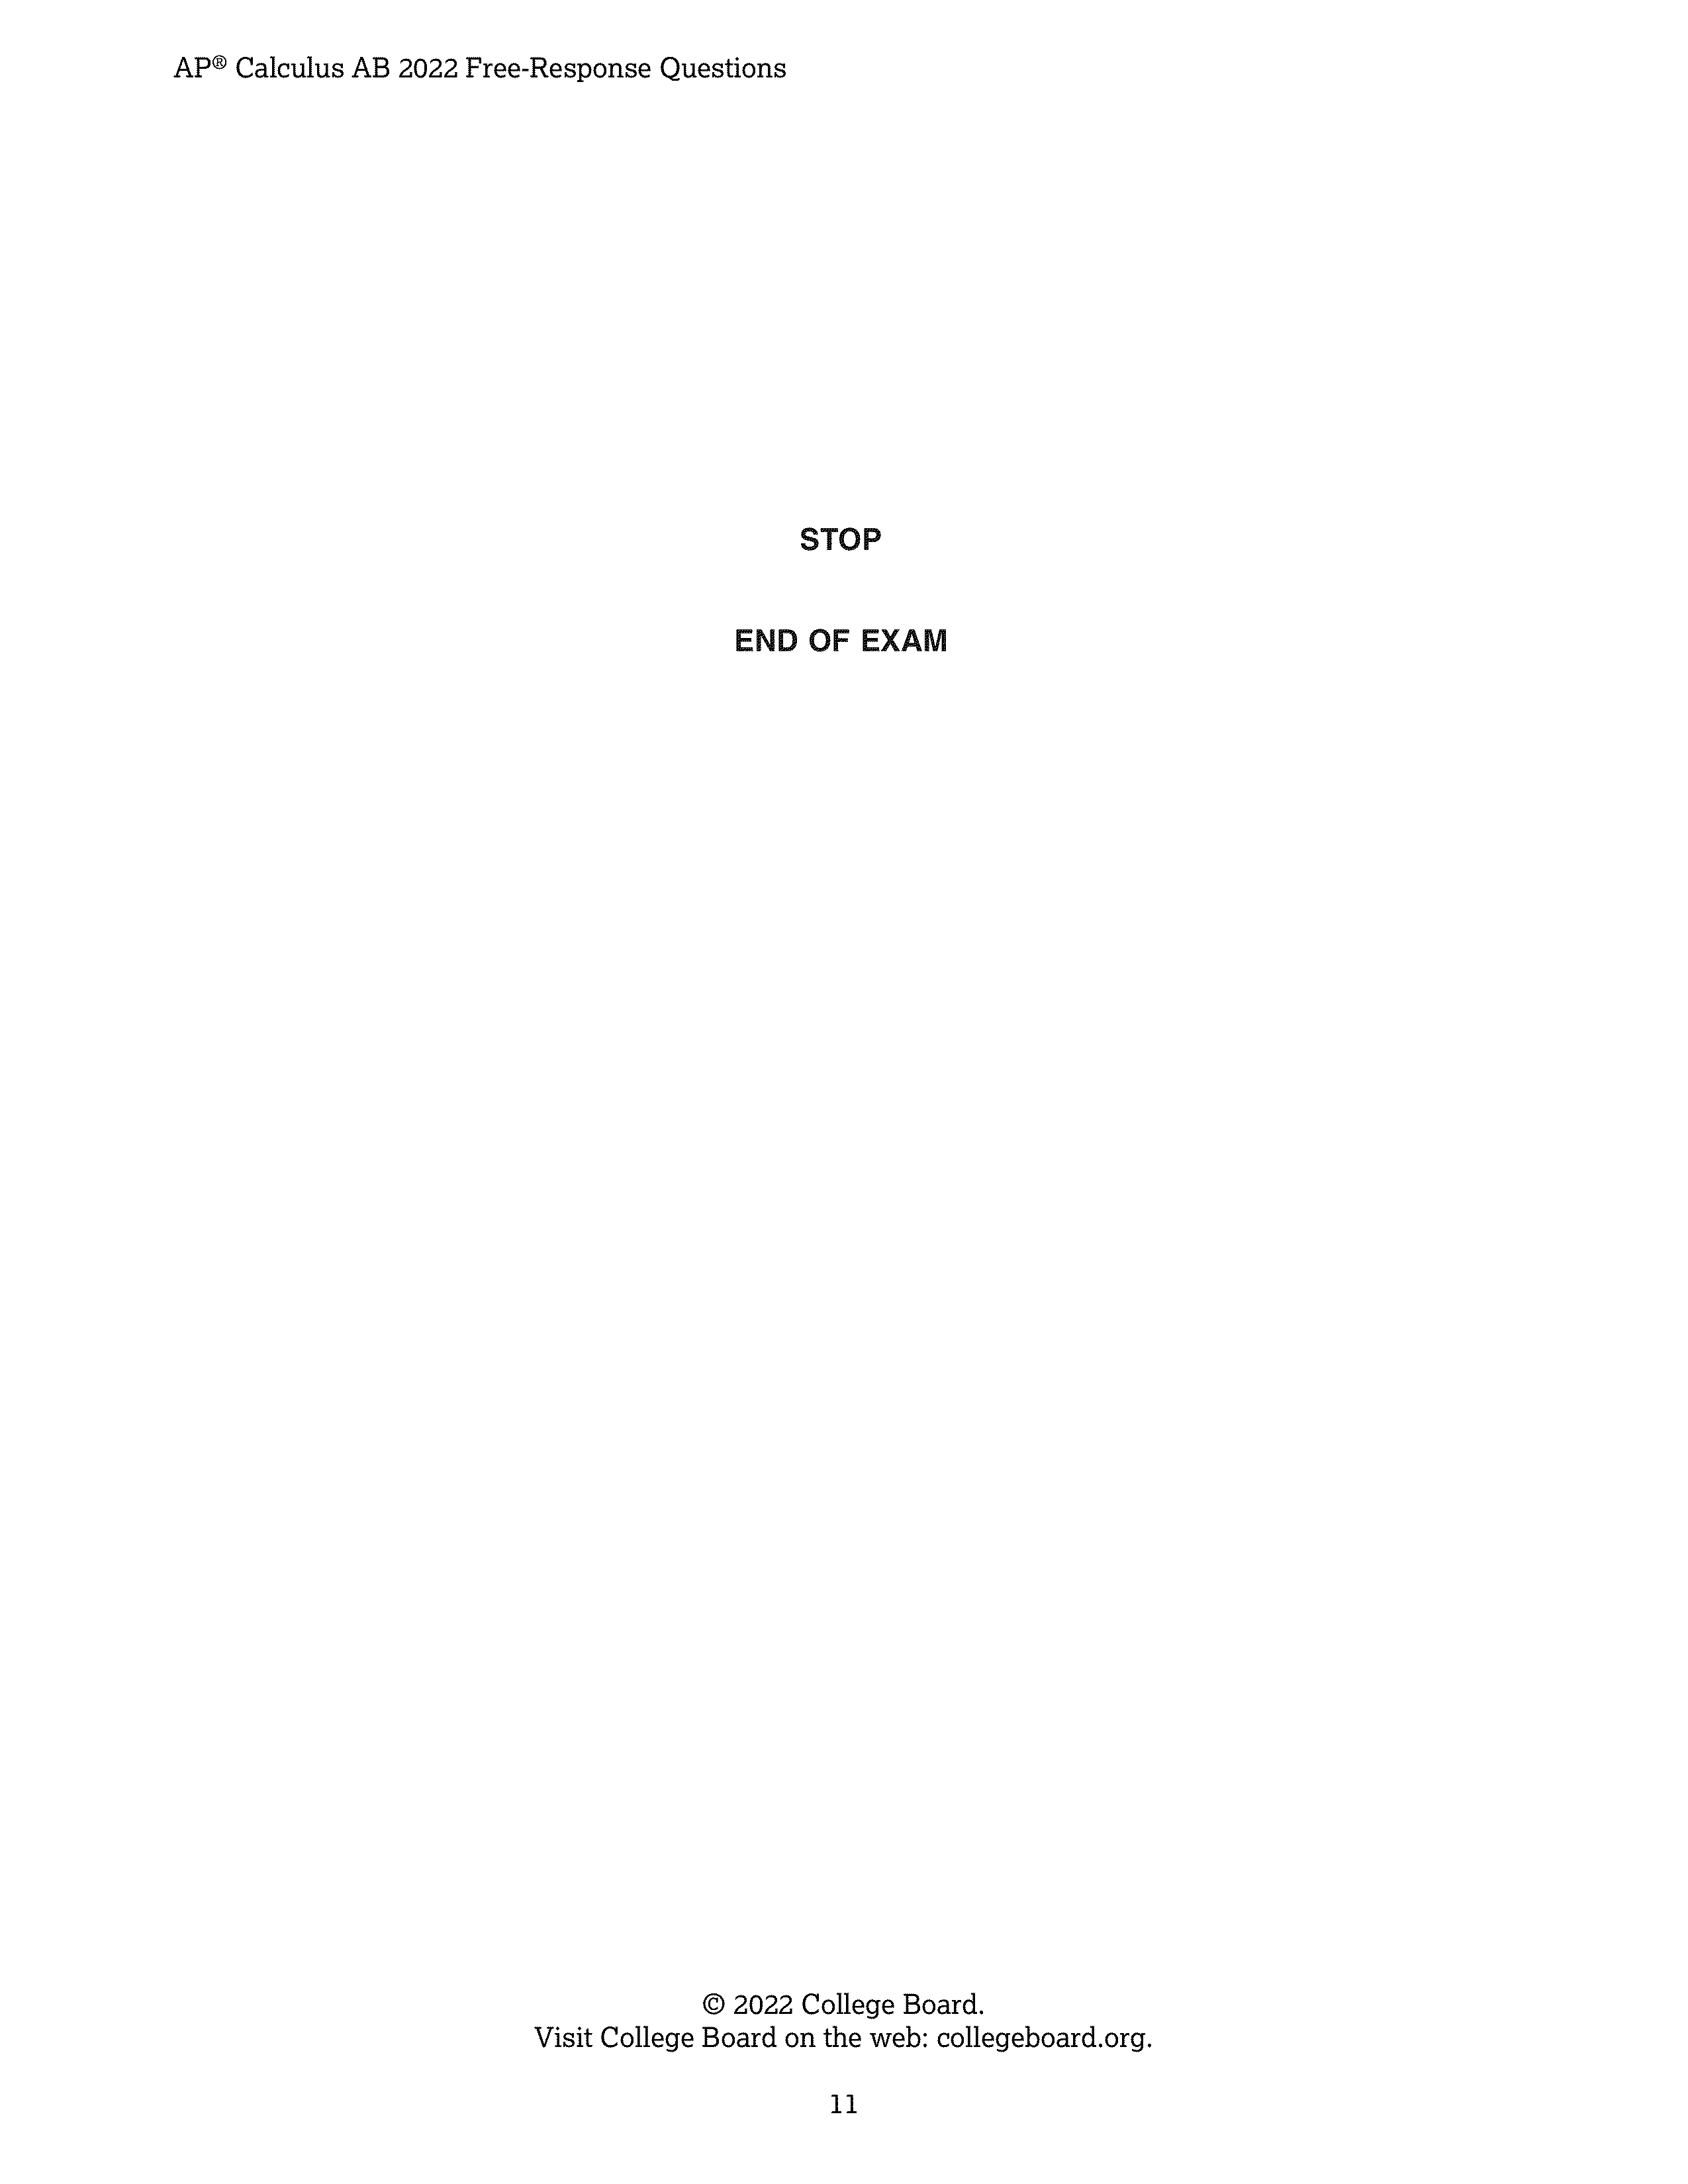 AP® Calculus AB 2022 Free-Response Questions
STOP
END OF EXAM
© 2022 College Board.
Visit College Board on the web: collegeboard.org.
11